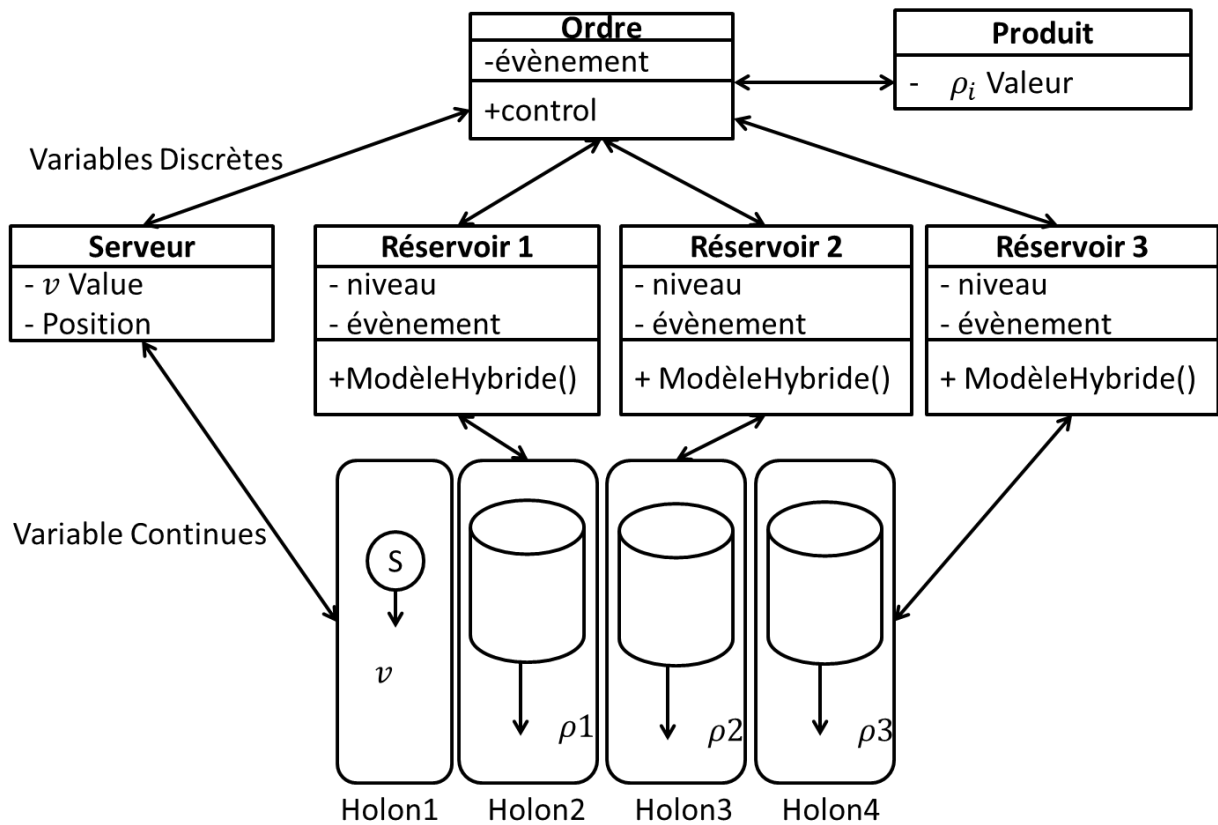 Ordre
-évènement
+control
Produit
- ρᵢ Valeur
Variables Discrètes
Serveur
- v Value
- Position
Réservoir 1
- niveau
- évènement
+ModèleHybride()
Réservoir 2
- niveau
- évènement
+ ModèleHybride()
Réservoir 3
- niveau
- évènement
+ ModèleHybride()
Variable Continues
S
v
ρ1
ρ2
ρ3
Holon1
Holon2
Holon3
Holon4